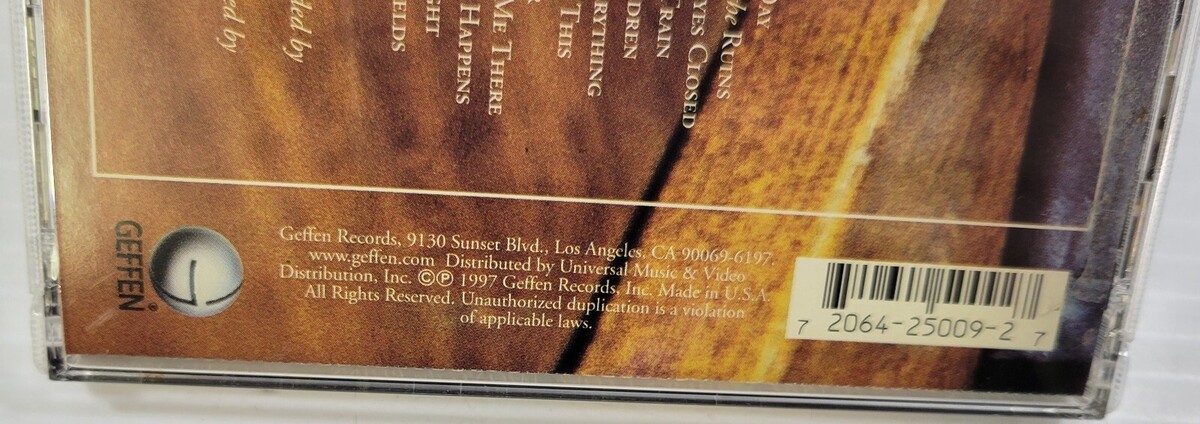 DAY
the RUINS
YES CLOSED
TRAIN
DREN
RYTHING
THIS
ME THERE
HAPPENS
GHT
ELDS
ded by
ed by
GEFFEN®
Geffen Records, 9130 Sunset Blvd., Los Angeles, CA 90069-6197.
www.geffen.com Distributed by Universal Music & Video
Distribution, Inc. ©℗ 1997 Geffen Records, Inc. Made in U.S.A.
All Rights Reserved. Unauthorized duplication is a violation
of applicable laws.
7 2064-25009-2 7